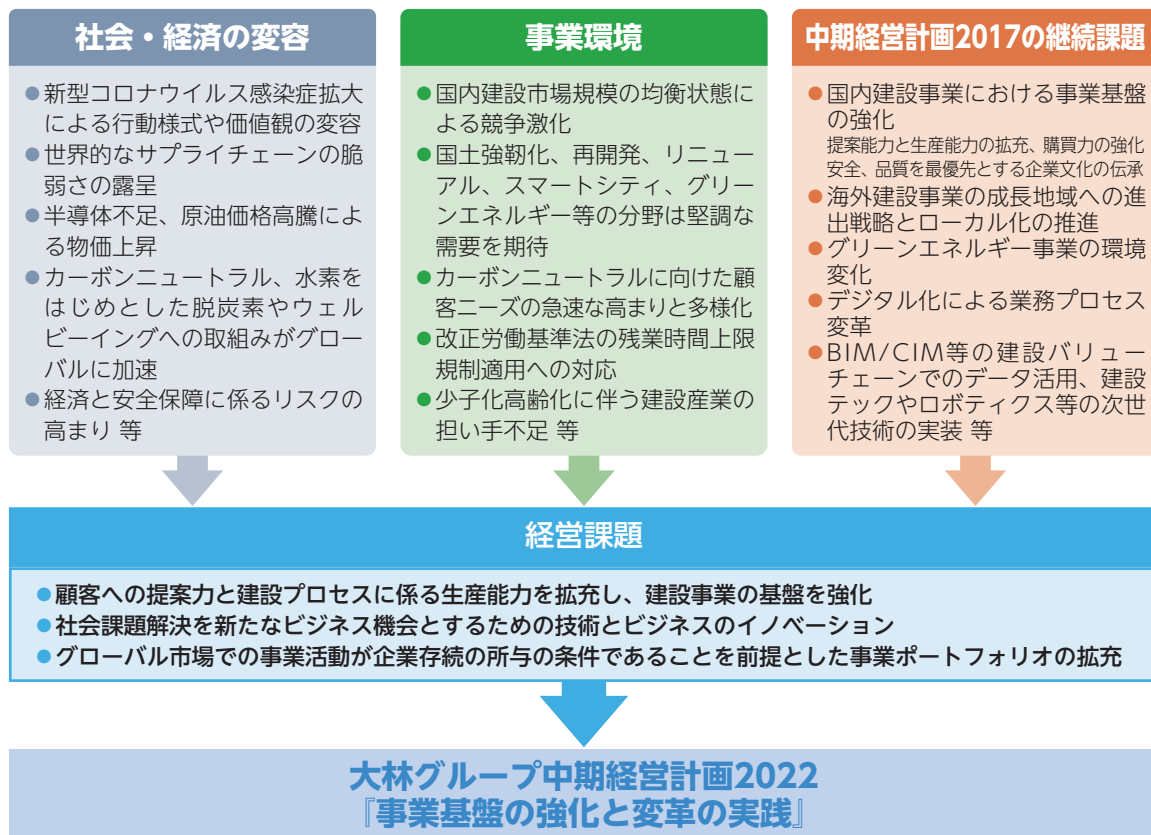 社会・経済の変容
●新型コロナウイルス感染症拡大
による行動様式や価値観の変容
●世界的なサプライチェーンの脆
弱さの露呈
●半導体不足、原油価格高騰によ
る物価上昇
●カーボンニュートラル、水素を
はじめとした脱炭素やウェル
ビーイングへの取組みがグロー
バルに加速
●経済と安全保障に係るリスクの
高まり 等
事業環境
●国内建設市場規模の均衡状態に
よる競争激化
●国土強靭化、再開発、リニュー
アル、スマートシティ、グリー
ンエネルギー等の分野は堅調な
需要を期待
●カーボンニュートラルに向けた顧
客ニーズの急速な高まりと多様化
●改正労働基準法の残業時間上限
規制適用への対応
●少子化高齢化に伴う建設産業の
担い手不足 等
中期経営計画2017の継続課題
●国内建設事業における事業基盤
の強化
提案能力と生産能力の拡充、購買力の強化
安全、品質を最優先とする企業文化の伝承
●海外建設事業の成長地域への進
出戦略とローカル化の推進
●グリーンエネルギー事業の環境
変化
●デジタル化による業務プロセス
変革
●BIM/CIM等の建設バリュー
チェーンでのデータ活用、建設
テックやロボティクス等の次世
代技術の実装 等
経営課題
●顧客への提案力と建設プロセスに係る生産能力を拡充し、建設事業の基盤を強化
●社会課題解決を新たなビジネス機会とするための技術とビジネスのイノベーション
●グローバル市場での事業活動が企業存続の所与の条件であることを前提とした事業ポートフォリオの拡充
大林グループ中期経営計画2022
『事業基盤の強化と変革の実践』